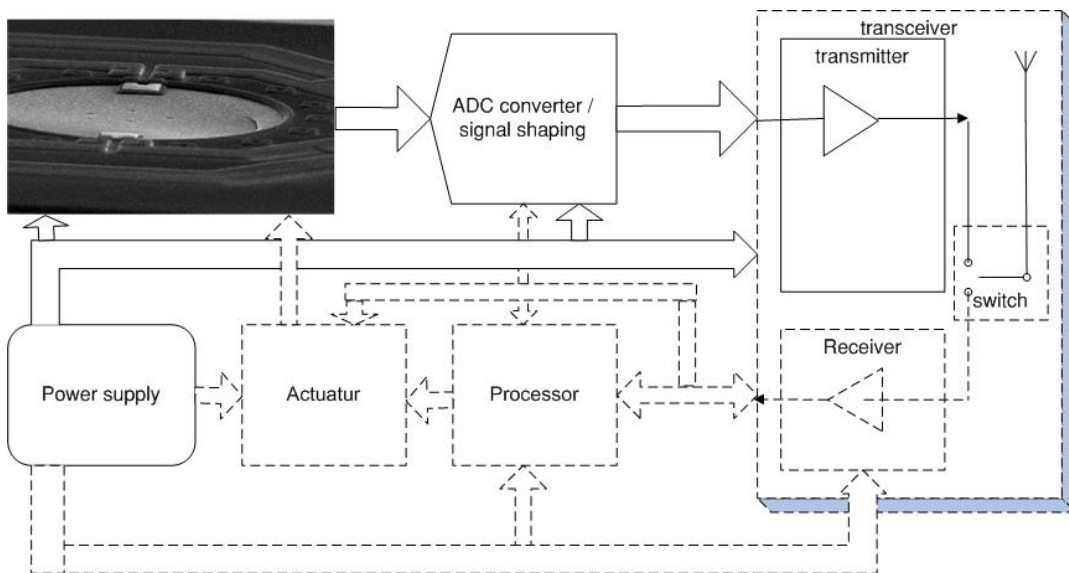 transceiver
transmitter
ADC converter /
signal shaping
switch
Receiver
Power supply
Actuatur
Processor